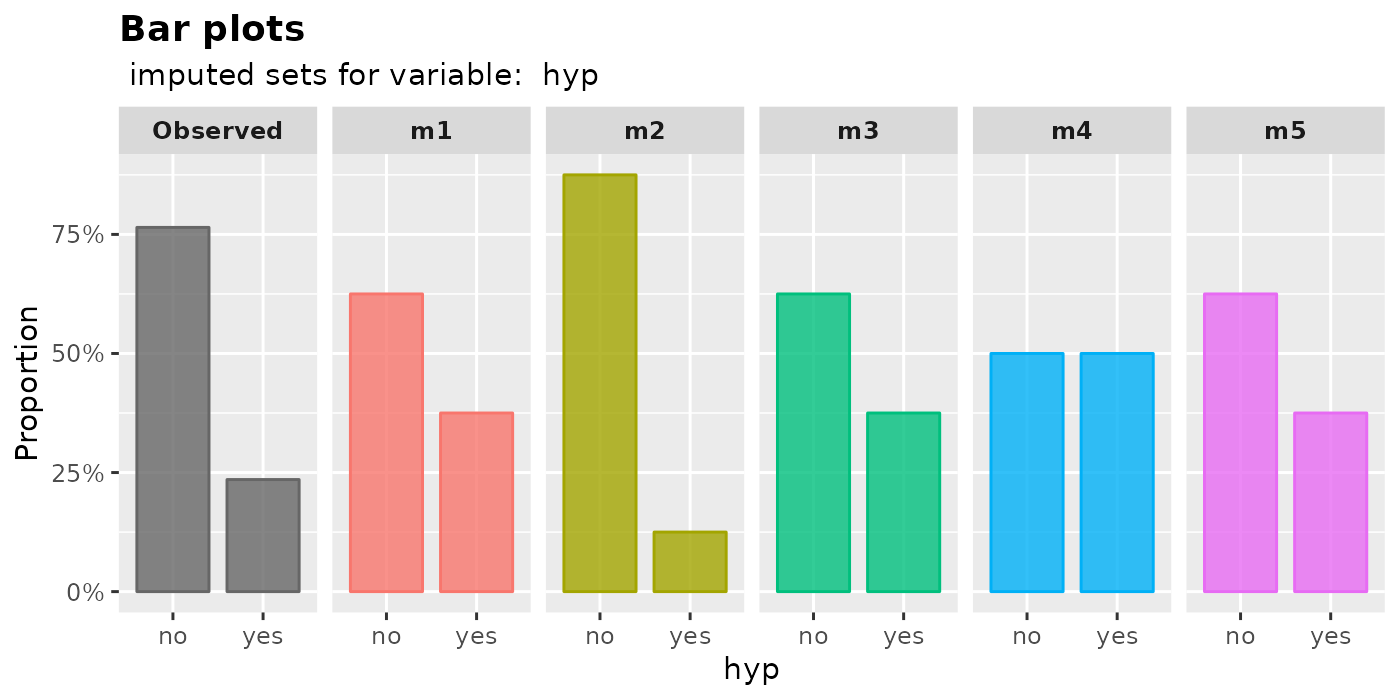 Bar plots
imputed sets for variable:  hyp
Observed m1 m2 m3 m4 m5
Proportion
75%
50%
25%
0%
no yes no yes no yes no yes no yes no yes
hyp